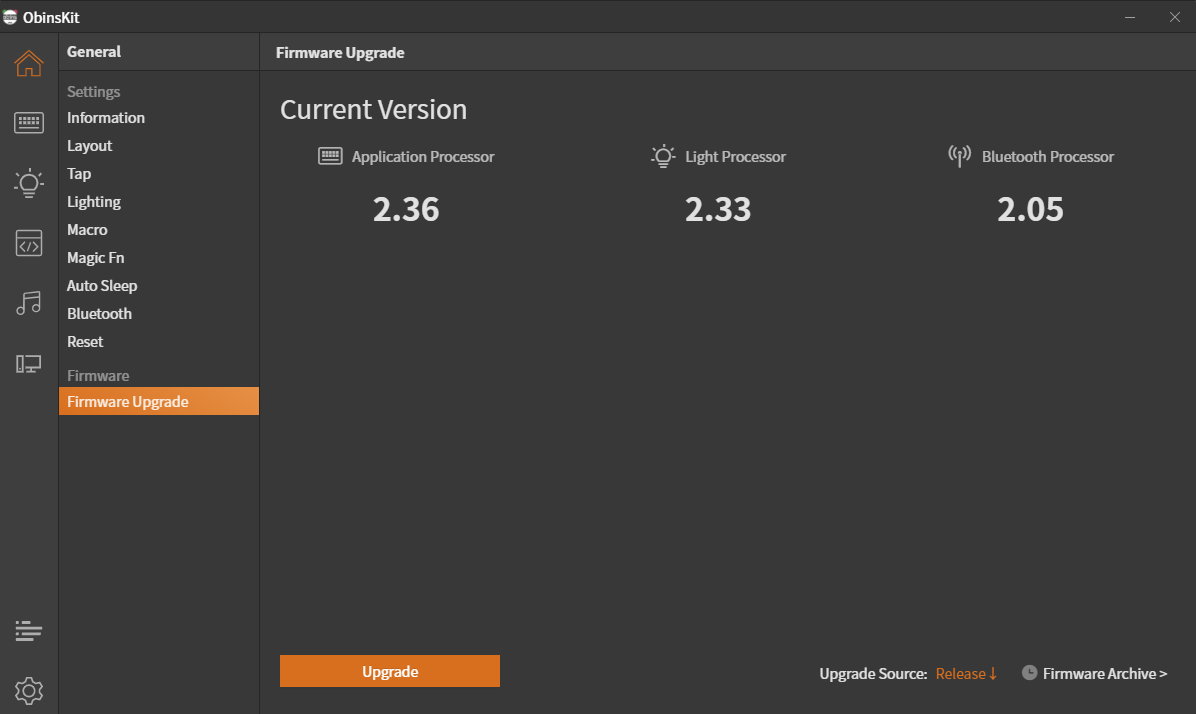 ObinsKit
General
Settings
Information
Layout
Tap
Lighting
Macro
Magic Fn
Auto Sleep
Bluetooth
Reset
Firmware
Firmware Upgrade
Firmware Upgrade
Current Version
Application Processor
2.36
Light Processor
2.33
Bluetooth Processor
2.05
Upgrade
Upgrade Source: Release↓
Firmware Archive >